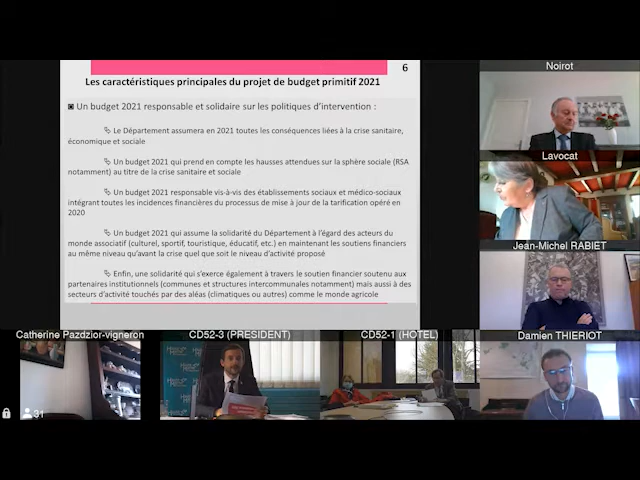 6
Les caractéristiques principales du projet de budget primitif 2021
Un budget 2021 responsable et solidaire sur les politiques d'intervention :
Le Département assumera en 2021 toutes les conséquences liées à la crise sanitaire,
économique et sociale
Un budget 2021 qui prend en compte les hausses attendues sur la sphère sociale (RSA
notamment) au titre de la crise sanitaire et sociale
Un budget 2021 responsable vis-à-vis des établissements sociaux et médico-sociaux
intégrant toutes les incidences financières du processus de mise à jour de la tarification opéré en
2020
Un budget 2021 qui assume la solidarité du Département à l'égard des acteurs du
monde associatif (culturel, sportif, touristique, éducatif, etc.) en maintenant les soutiens financiers
au même niveau qu'avant la crise quel que soit le niveau d'activité proposé
Enfin, une solidarité qui s'exerce également à travers le soutien financier soutenu aux
partenaires institutionnels (communes et structures intercommunales notamment) mais aussi à des
secteurs d'activité touchés par des aléas (climatiques ou autres) comme le monde agricole
Noirot
Lavocat
Jean-Michel RABIET
Catherine Pazdzior-vigneron
CD52-3 (PRESIDENT)
CD52-1 (HOTEL)
Damien THIERIOT
31